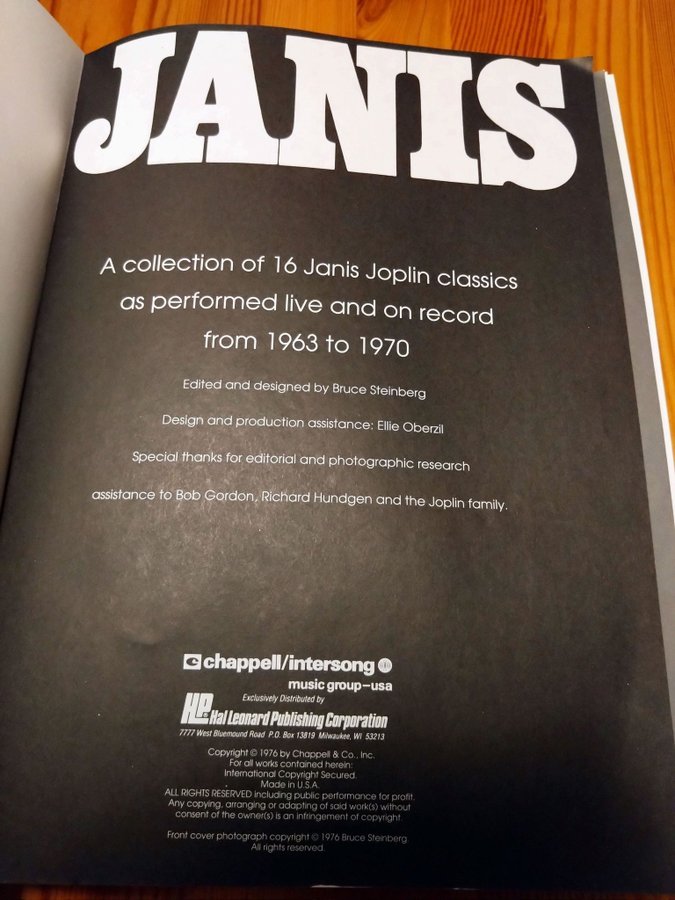 JANIS
A collection of 16 Janis Joplin classics
as performed live and on record
from 1963 to 1970
Edited and designed by Bruce Steinberg
Design and production assistance: Ellie Oberzil
Special thanks for editorial and photographic research
assistance to Bob Gordon, Richard Hundgen and the Joplin family.
chappell/intersong
music group-usa
Exclusively Distributed by
HL Hal Leonard Publishing Corporation
7777 West Bluemound Road P.O. Box 13819 Milwaukee, WI 53213
Copyright © 1976 by Chappell & Co., Inc.
For all works contained herein:
International Copyright Secured.
Made in U.S.A.
ALL RIGHTS RESERVED including public performance for profit.
Any copying, arranging or adapting of said work(s) without
consent of the owner(s) is an infringement of copyright.
Front cover photograph copyright © 1976 Bruce Steinberg
All rights reserved.